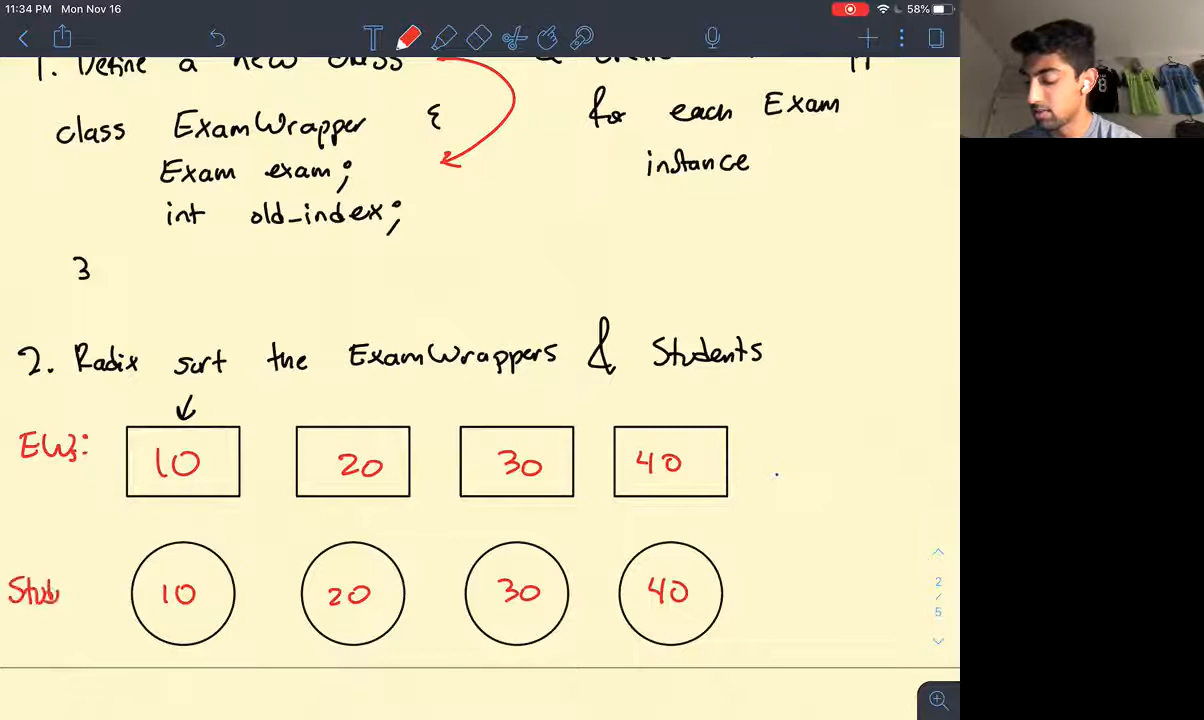 11:34 PM Mon Nov 16
58%
1. Define a new class
for each Exam
class ExamWrapper {
instance
Exam exam;
int old_index;
}
2. Radix sort the ExamWrappers & Students
EWs: 10 20 30 40
10 20 30 40
2
/
5